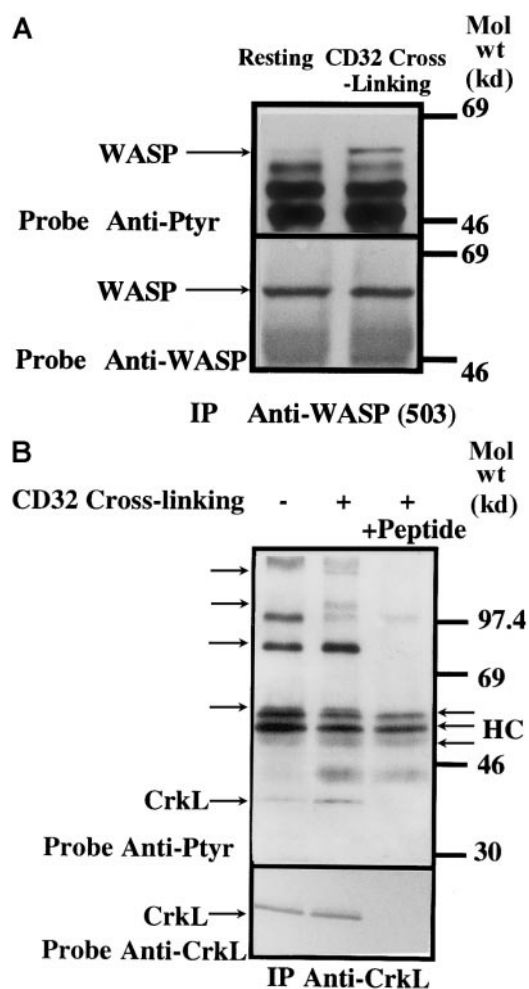 A
Mol
wt
(kd)
Resting CD32 Cross
-Linking
69
WASP
Probe Anti-Ptyr
46
69
WASP
Probe Anti-WASP
46
IP Anti-WASP (503)
B
Mol
wt
(kd)
CD32 Cross-linking - + +
+Peptide
97.4
69
HC
46
CrkL
Probe Anti-Ptyr
30
CrkL
Probe Anti-CrkL
IP Anti-CrkL